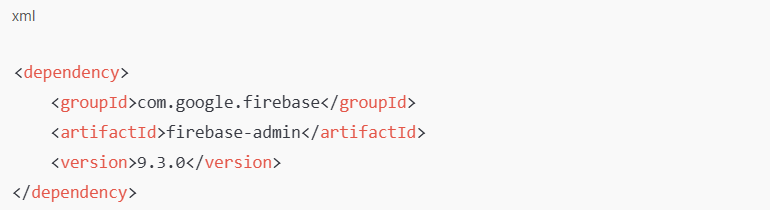 xml
<dependency>
    <groupId>com.google.firebase</groupId>
    <artifactId>firebase-admin</artifactId>
    <version>9.3.0</version>
</dependency>